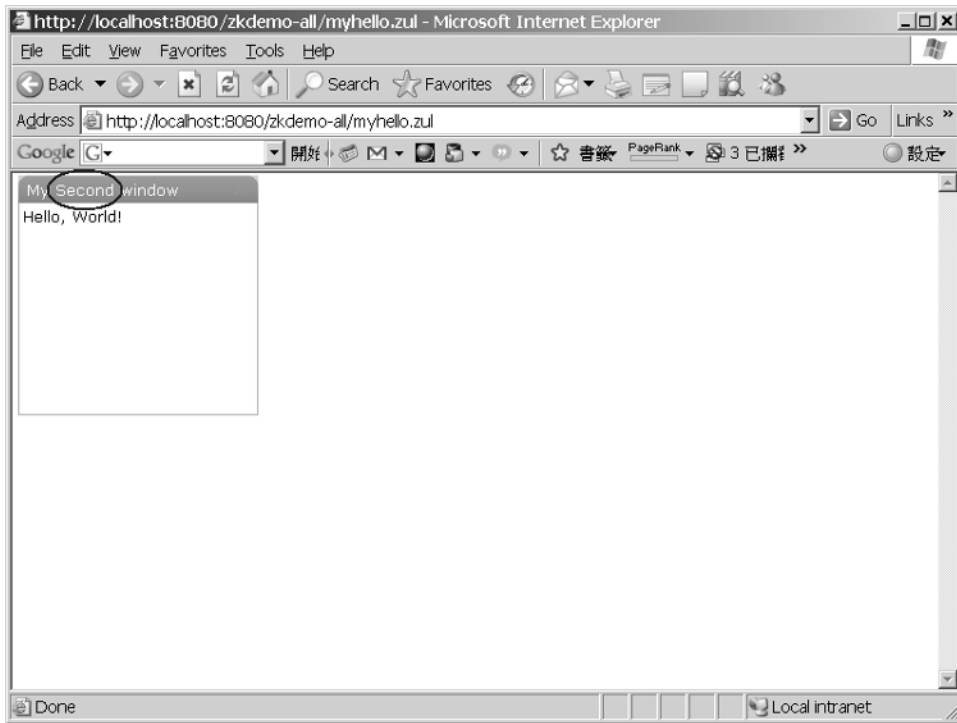 http://localhost:8080/zkdemo-all/myhello.zul - Microsoft Internet Explorer
File Edit View Favorites Tools Help
Back Search Favorites
Address http://localhost:8080/zkdemo-all/myhello.zul Go Links »
Google G 開始 書籤 PageRank 3 已攔 » 設定
My Second window
Hello, World!
Done Local intranet